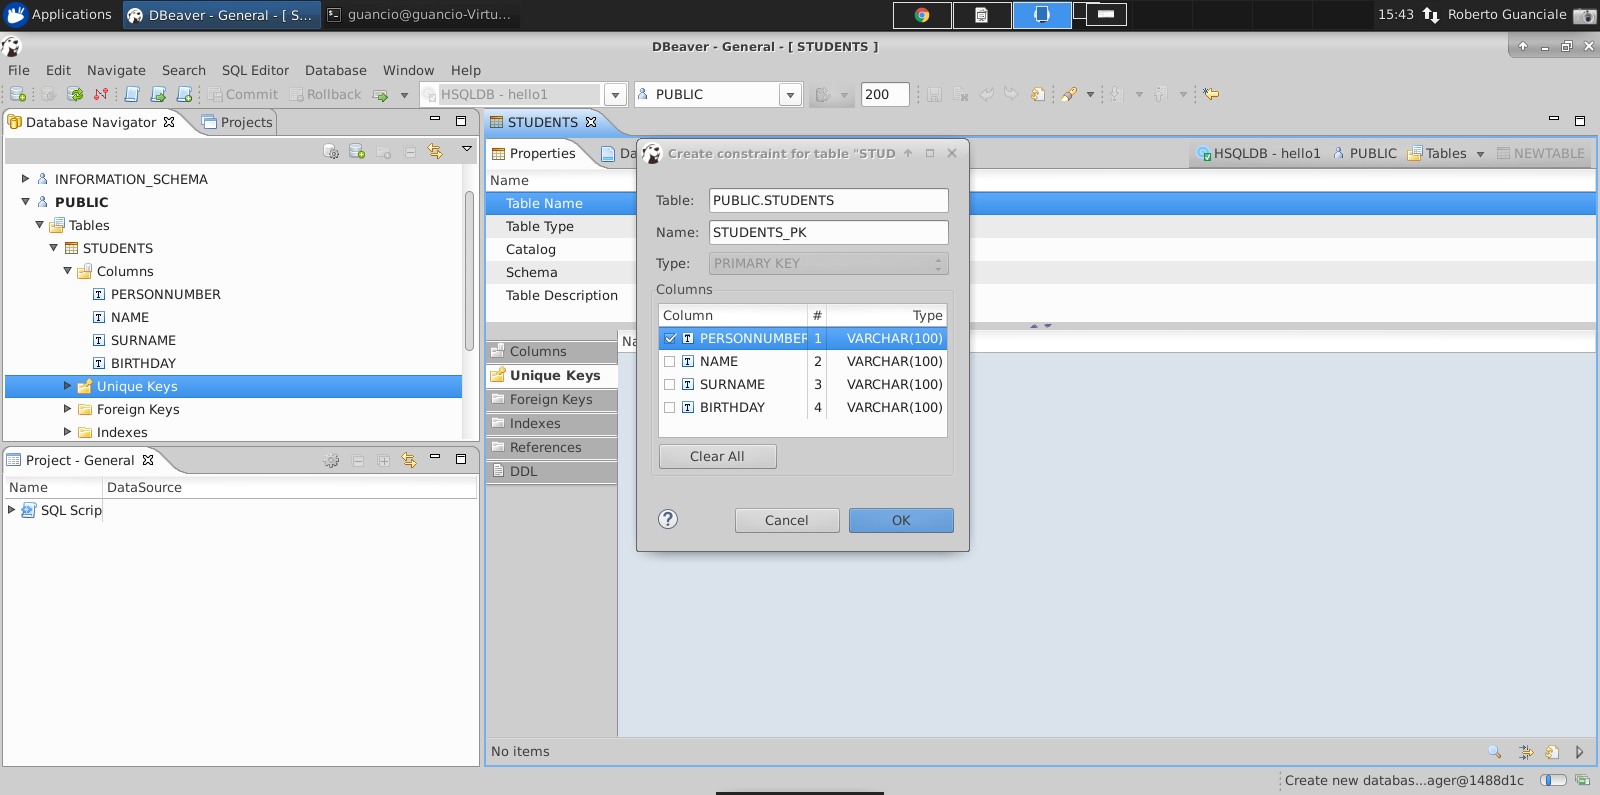 Applications
DBeaver - General - [ S...
guancio@guancio-Virtu...
15:43
Roberto Guanciale
DBeaver - General - [ STUDENTS ]
File Edit Navigate Search SQL Editor Database Window Help
Commit Rollback HSQLDB - hello1 PUBLIC 200
Database Navigator
Projects
INFORMATION_SCHEMA
PUBLIC
Tables
STUDENTS
Columns
PERSONNUMBER
NAME
SURNAME
BIRTHDAY
Unique Keys
Foreign Keys
Indexes
Project - General
Name DataSource
SQL Scrip
STUDENTS
Properties
Da
HSQLDB - hello1 PUBLIC Tables NEWTABLE
Name
Table Name
Table Type
Catalog
Schema
Table Description
Columns
Unique Keys
Foreign Keys
Indexes
References
DDL
Na
No items
Create constraint for table "STUD
Table: PUBLIC.STUDENTS
Name: STUDENTS_PK
Type: PRIMARY KEY
Columns
Column # Type
PERSONNUMBER 1 VARCHAR(100)
NAME 2 VARCHAR(100)
SURNAME 3 VARCHAR(100)
BIRTHDAY 4 VARCHAR(100)
Clear All
? Cancel OK
Create new databas...ager@1488d1c